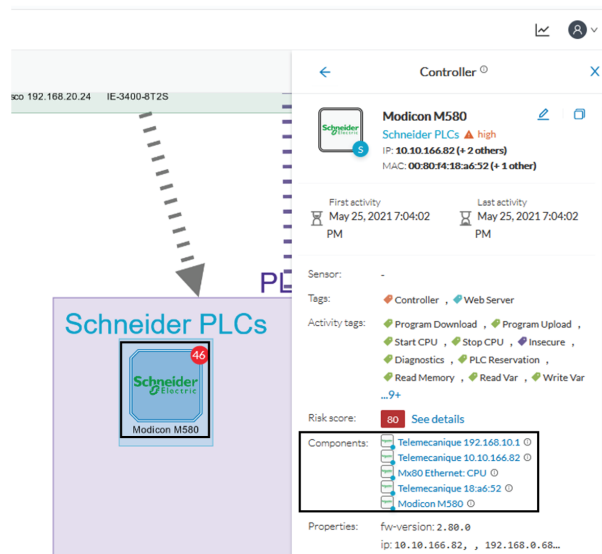 sco 192.168.20.24 IE-3400-8T2S
Schneider PLCs
46
Schneider
Electric
Modicon M580
Controller
Schneider
Electric
S
Modicon M580
Schneider PLCs high
IP: 10.10.166.82 (+ 2 others)
MAC: 00:80:f4:18:a6:52 (+ 1 other)
First activity
May 25, 2021 7:04:02
PM
Last activity
May 25, 2021 7:04:02
PM
Sensor: -
Tags: Controller , Web Server
Activity tags: Program Download , Program Upload ,
Start CPU , Stop CPU , Insecure ,
Diagnostics , PLC Reservation ,
Read Memory , Read Var , Write Var
...9+
Risk score: 80 See details
Components: Telemecanique 192.168.10.1
Telemecanique 10.10.166.82
Mx80 Ethernet: CPU
Telemecanique 18:a6:52
Modicon M580
Properties: fw-version: 2.80.0
ip: 10.10.166.82, , 192.168.0.68...